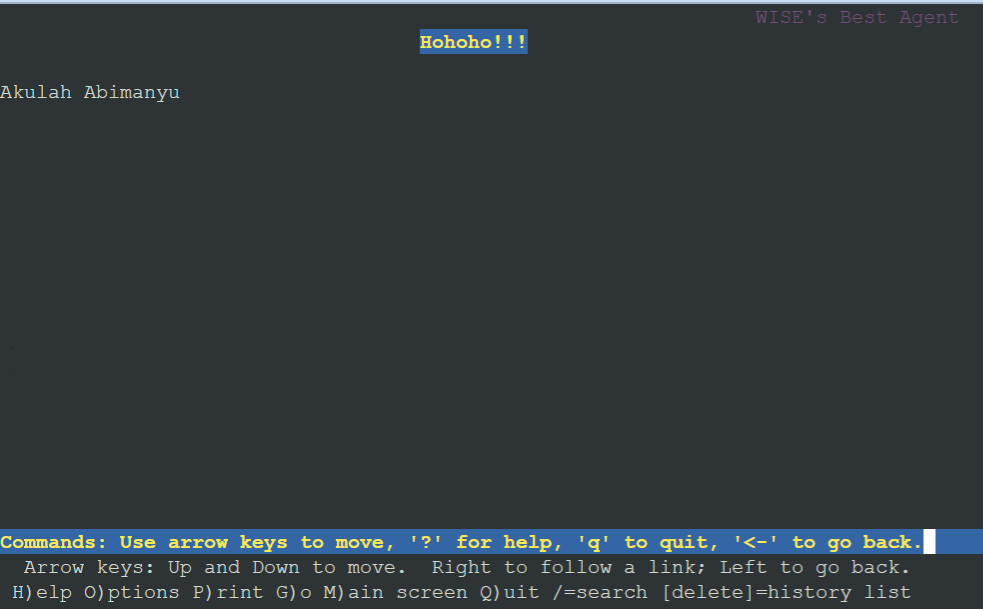 WISE's Best Agent
Hohoho!!!
Akulah Abimanyu
Commands: Use arrow keys to move, '?' for help, 'q' to quit, '<-' to go back.
Arrow keys: Up and Down to move. Right to follow a link; Left to go back.
H)elp O)ptions P)rint G)o M)ain screen Q)uit /=search [delete]=history list